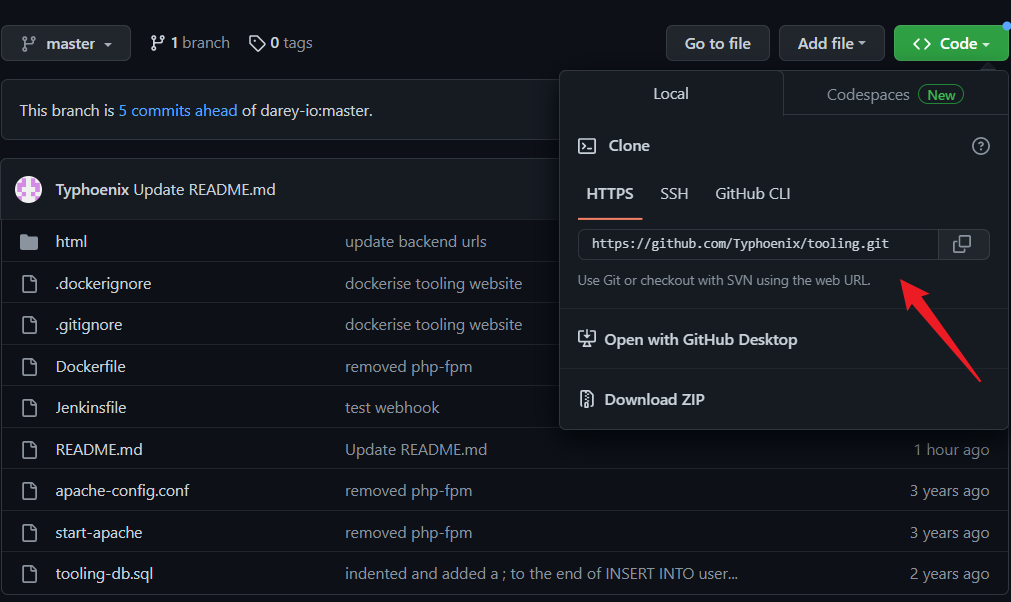 master 1 branch 0 tags Go to file Add file <> Code
This branch is 5 commits ahead of darey-io:master.
Local Codespaces New
Clone
HTTPS SSH GitHub CLI
https://github.com/Typhoenix/tooling.git
Use Git or checkout with SVN using the web URL.
Open with GitHub Desktop
Download ZIP
Typhoenix Update README.md
html update backend urls
.dockerignore dockerise tooling website
.gitignore dockerise tooling website
Dockerfile removed php-fpm
Jenkinsfile test webhook
README.md Update README.md 1 hour ago
apache-config.conf removed php-fpm 3 years ago
start-apache removed php-fpm 3 years ago
tooling-db.sql indented and added a ; to the end of INSERT INTO user... 2 years ago